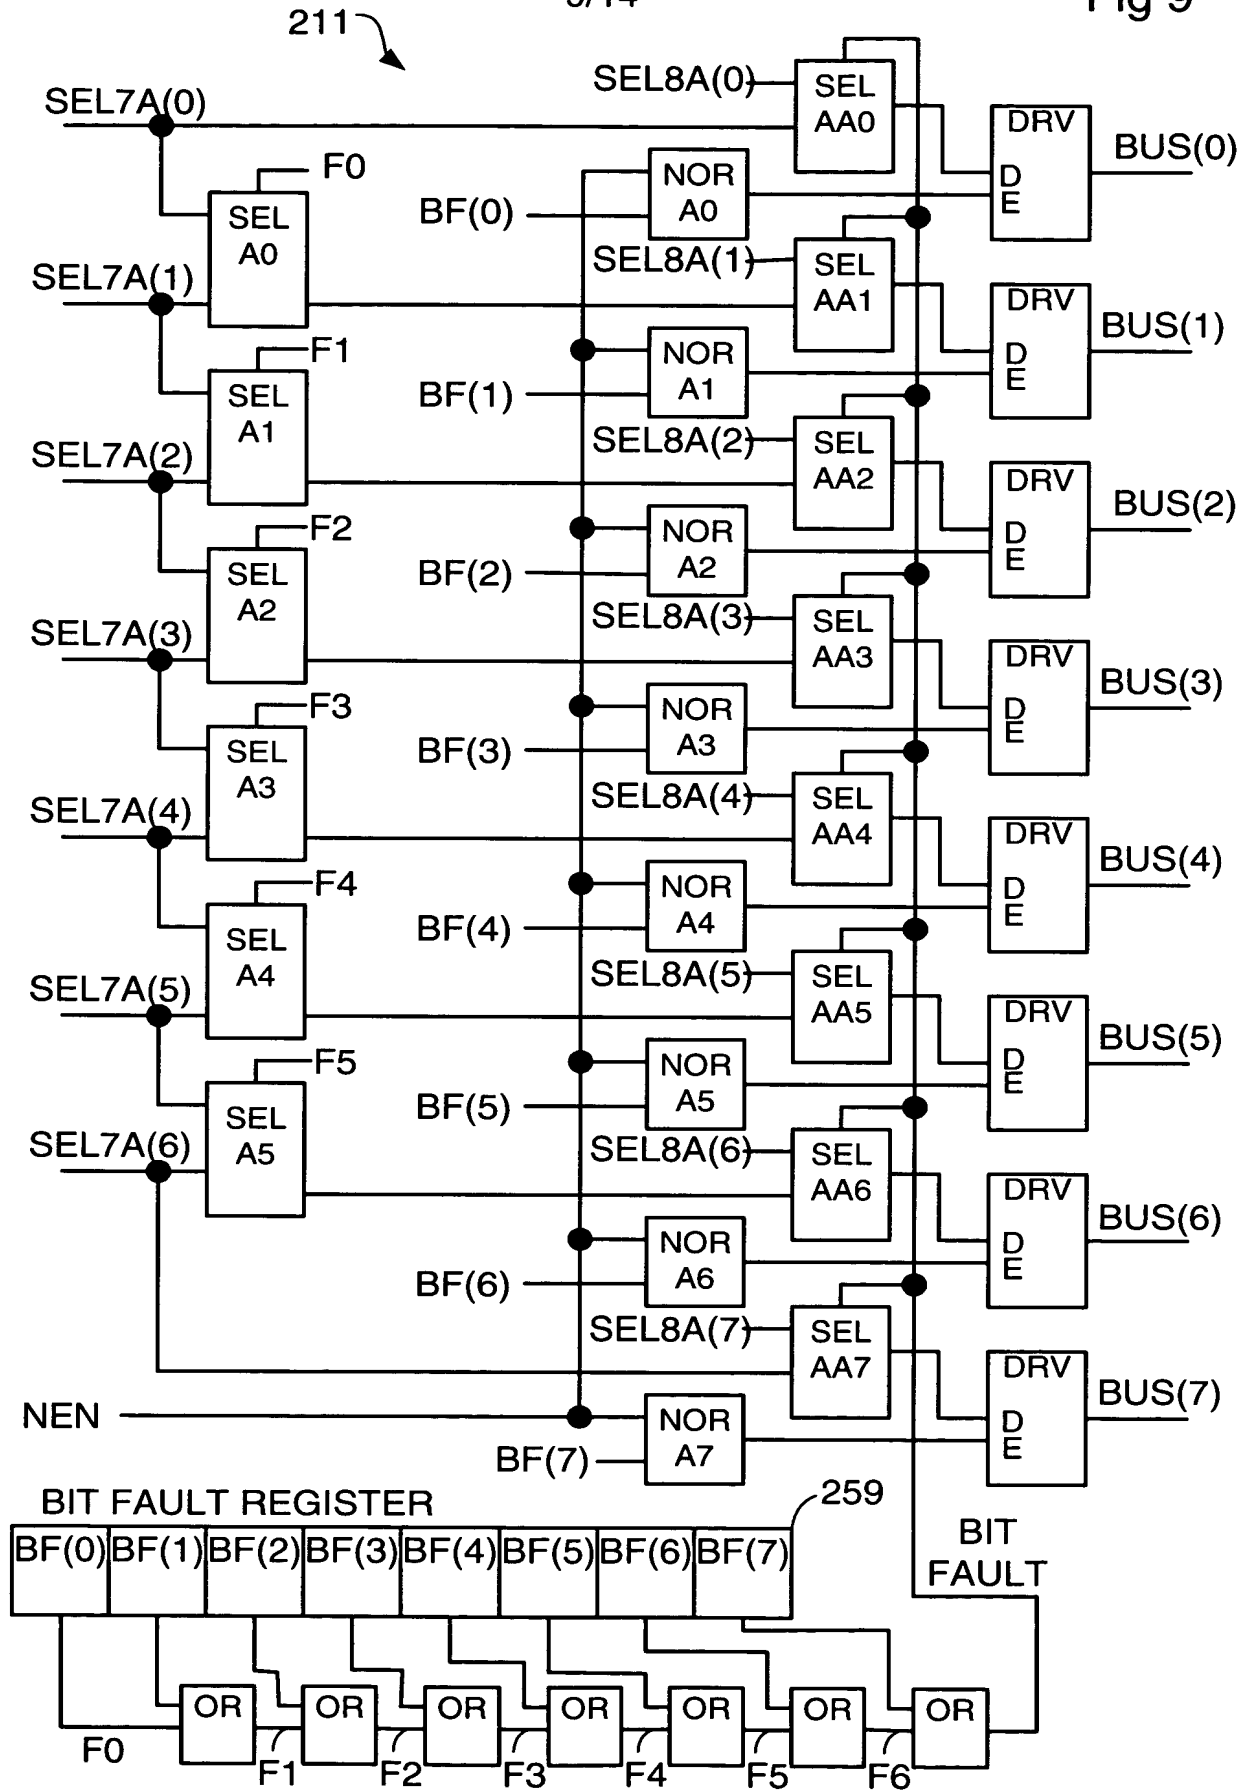 9/14
Fig 9
211
SEL8A(0)
SEL
AA0
SEL7A(0)
DRV
D
E
BUS(0)
F0
NOR
A0
BF(0)
SEL
A0
SEL8A(1)
SEL
AA1
SEL7A(1)
DRV
D
E
BUS(1)
F1
NOR
A1
BF(1)
SEL
A1
SEL8A(2)
SEL
AA2
SEL7A(2)
DRV
D
E
BUS(2)
F2
NOR
A2
BF(2)
SEL
A2
SEL8A(3)
SEL
AA3
SEL7A(3)
DRV
D
E
BUS(3)
F3
NOR
A3
BF(3)
SEL
A3
SEL8A(4)
SEL
AA4
SEL7A(4)
DRV
D
E
BUS(4)
F4
NOR
A4
BF(4)
SEL
A4
SEL8A(5)
SEL
AA5
SEL7A(5)
DRV
D
E
BUS(5)
F5
NOR
A5
BF(5)
SEL
A5
SEL8A(6)
SEL
AA6
SEL7A(6)
DRV
D
E
BUS(6)
NOR
A6
BF(6)
SEL8A(7)
SEL
AA7
DRV
D
E
BUS(7)
NEN
NOR
A7
BF(7)
BIT FAULT REGISTER
259
BF(0) BF(1) BF(2) BF(3) BF(4) BF(5) BF(6) BF(7)
BIT
FAULT
OR OR OR OR OR OR OR
F0 F1 F2 F3 F4 F5 F6